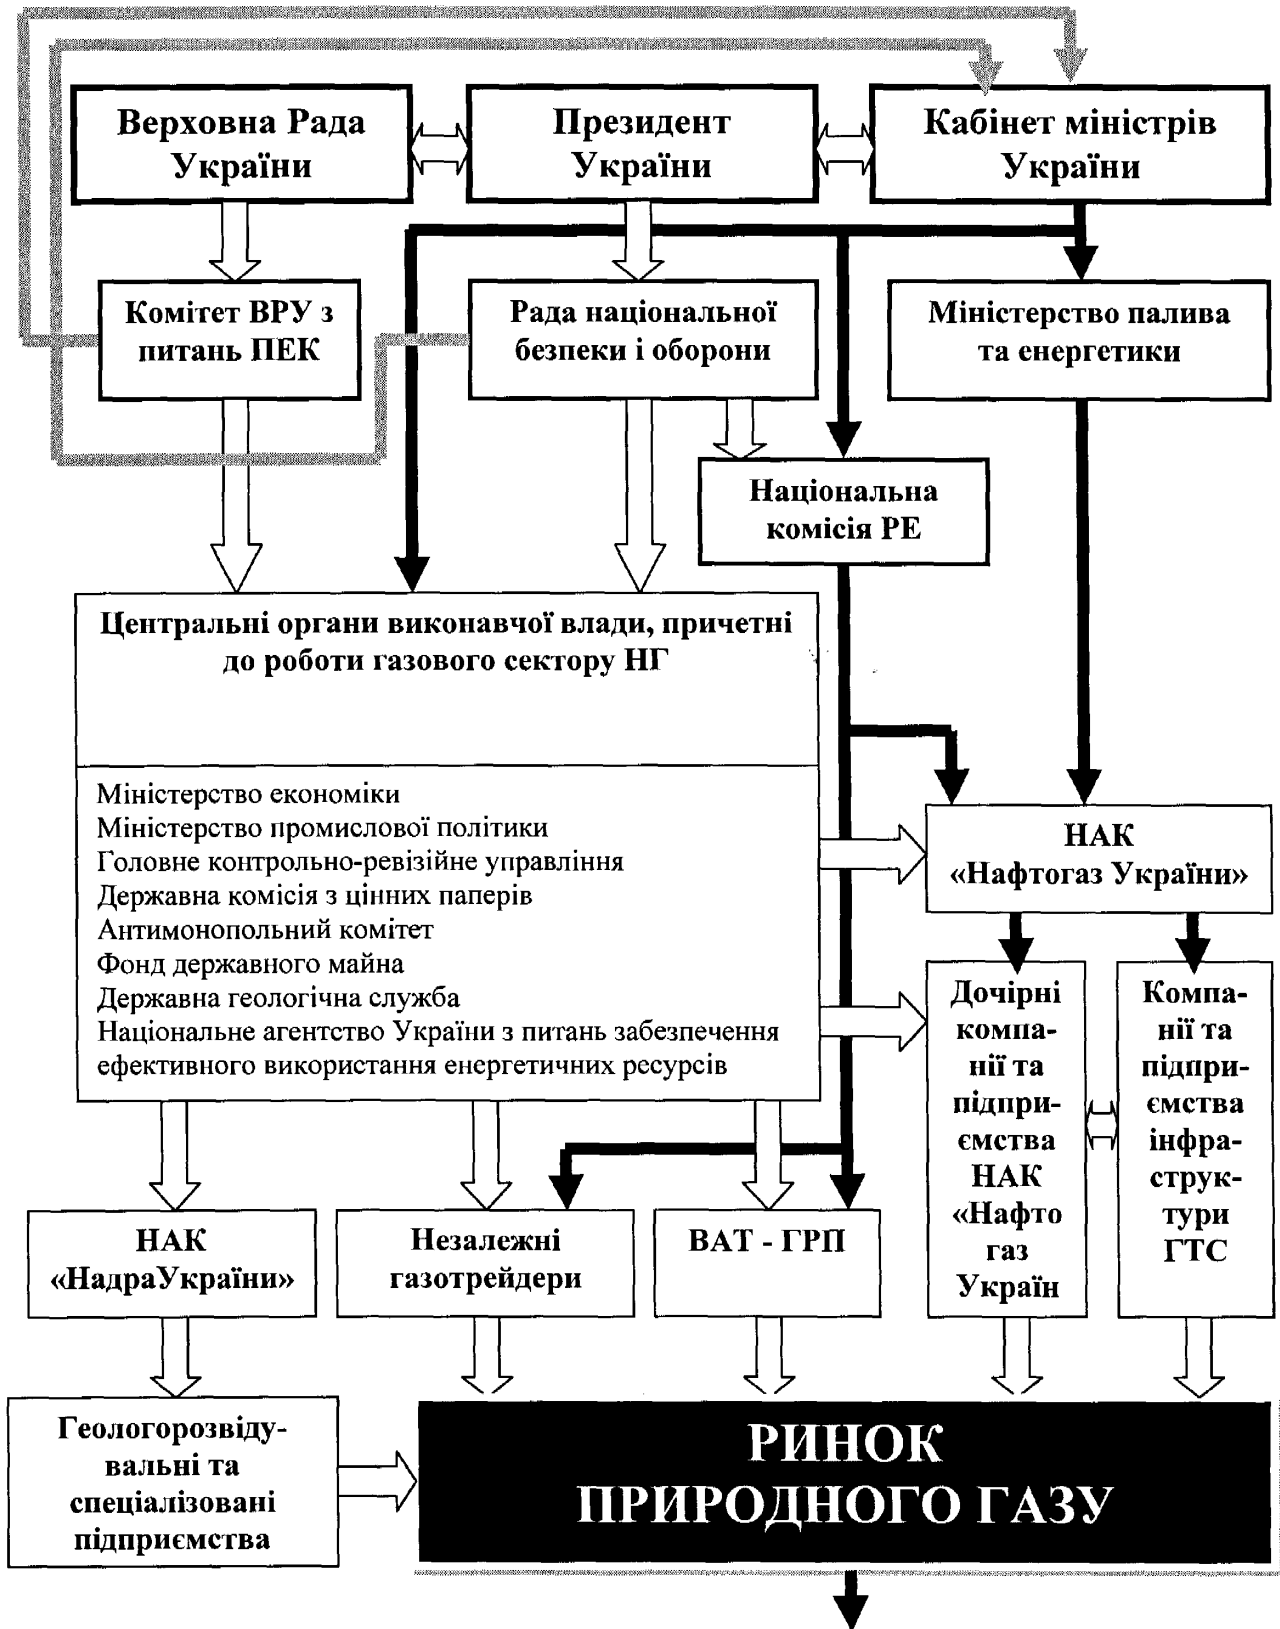 Верховна Рада
України
Президент
України
Кабінет міністрів
України
Комітет ВРУ з
питань ПЕК
Рада національної
безпеки і оборони
Міністерство палива
та енергетики
Національна
комісія РЕ
Центральні органи виконавчої влади, причетні
до роботи газового сектору НГ
Міністерство економіки
Міністерство промислової політики
Головне контрольно-ревізійне управління
Державна комісія з цінних паперів
Антимонопольний комітет
Фонд державного майна
Державна геологічна служба
Національне агентство України з питань забезпечення
ефективного використання енергетичних ресурсів
НАК
«Нафтогаз України»
Дочірні
компа-
нії та
підпри-
ємства
НАК
«Нафто
газ
Україн
Компа-
нії та
підпри-
ємства
інфра-
струк-
тури
ГТС
НАК
«НадраУкраїни»
Незалежні
газотрейдери
ВАТ - ГРП
Геологорозвіду-
вальні та
спеціалізовані
підприємства
РИНОК
ПРИРОДНОГО ГАЗУ